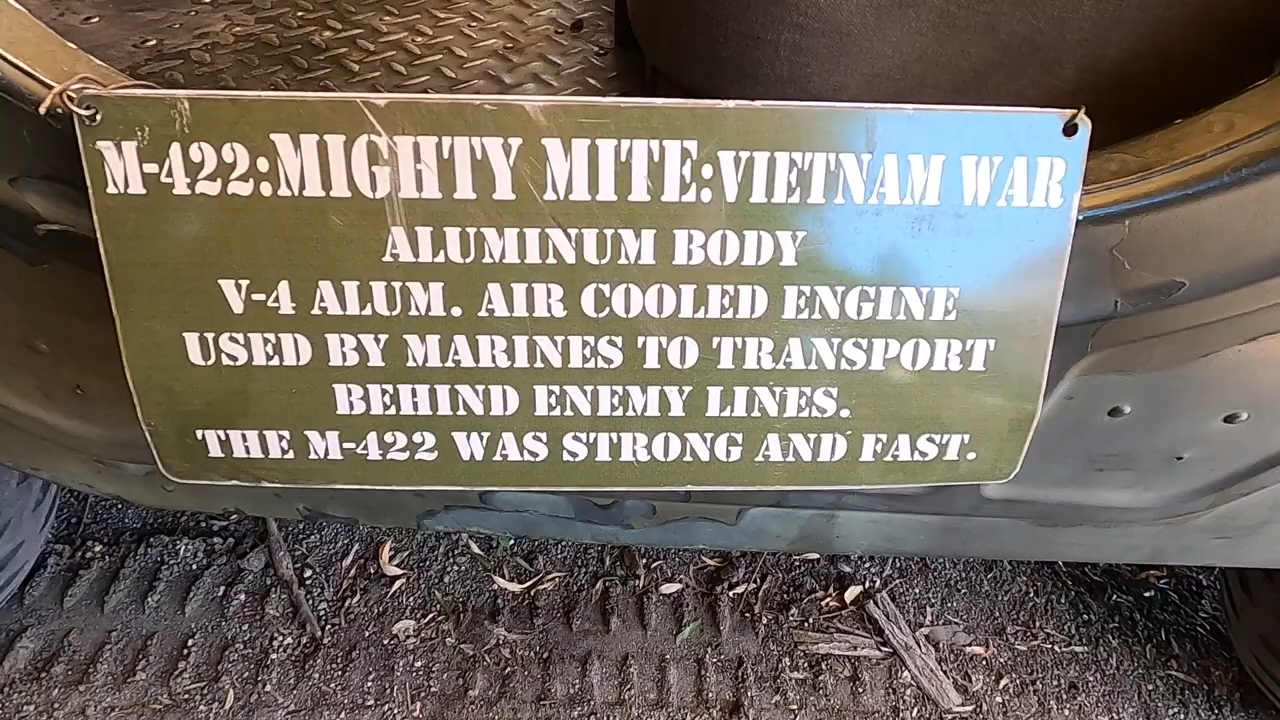 M-422:MIGHTY MITE:VIETNAM WAR
ALUMINUM BODY
V-4 ALUM. AIR COOLED ENGINE
USED BY MARINES TO TRANSPORT
BEHIND ENEMY LINES.
THE M-422 WAS STRONG AND FAST.